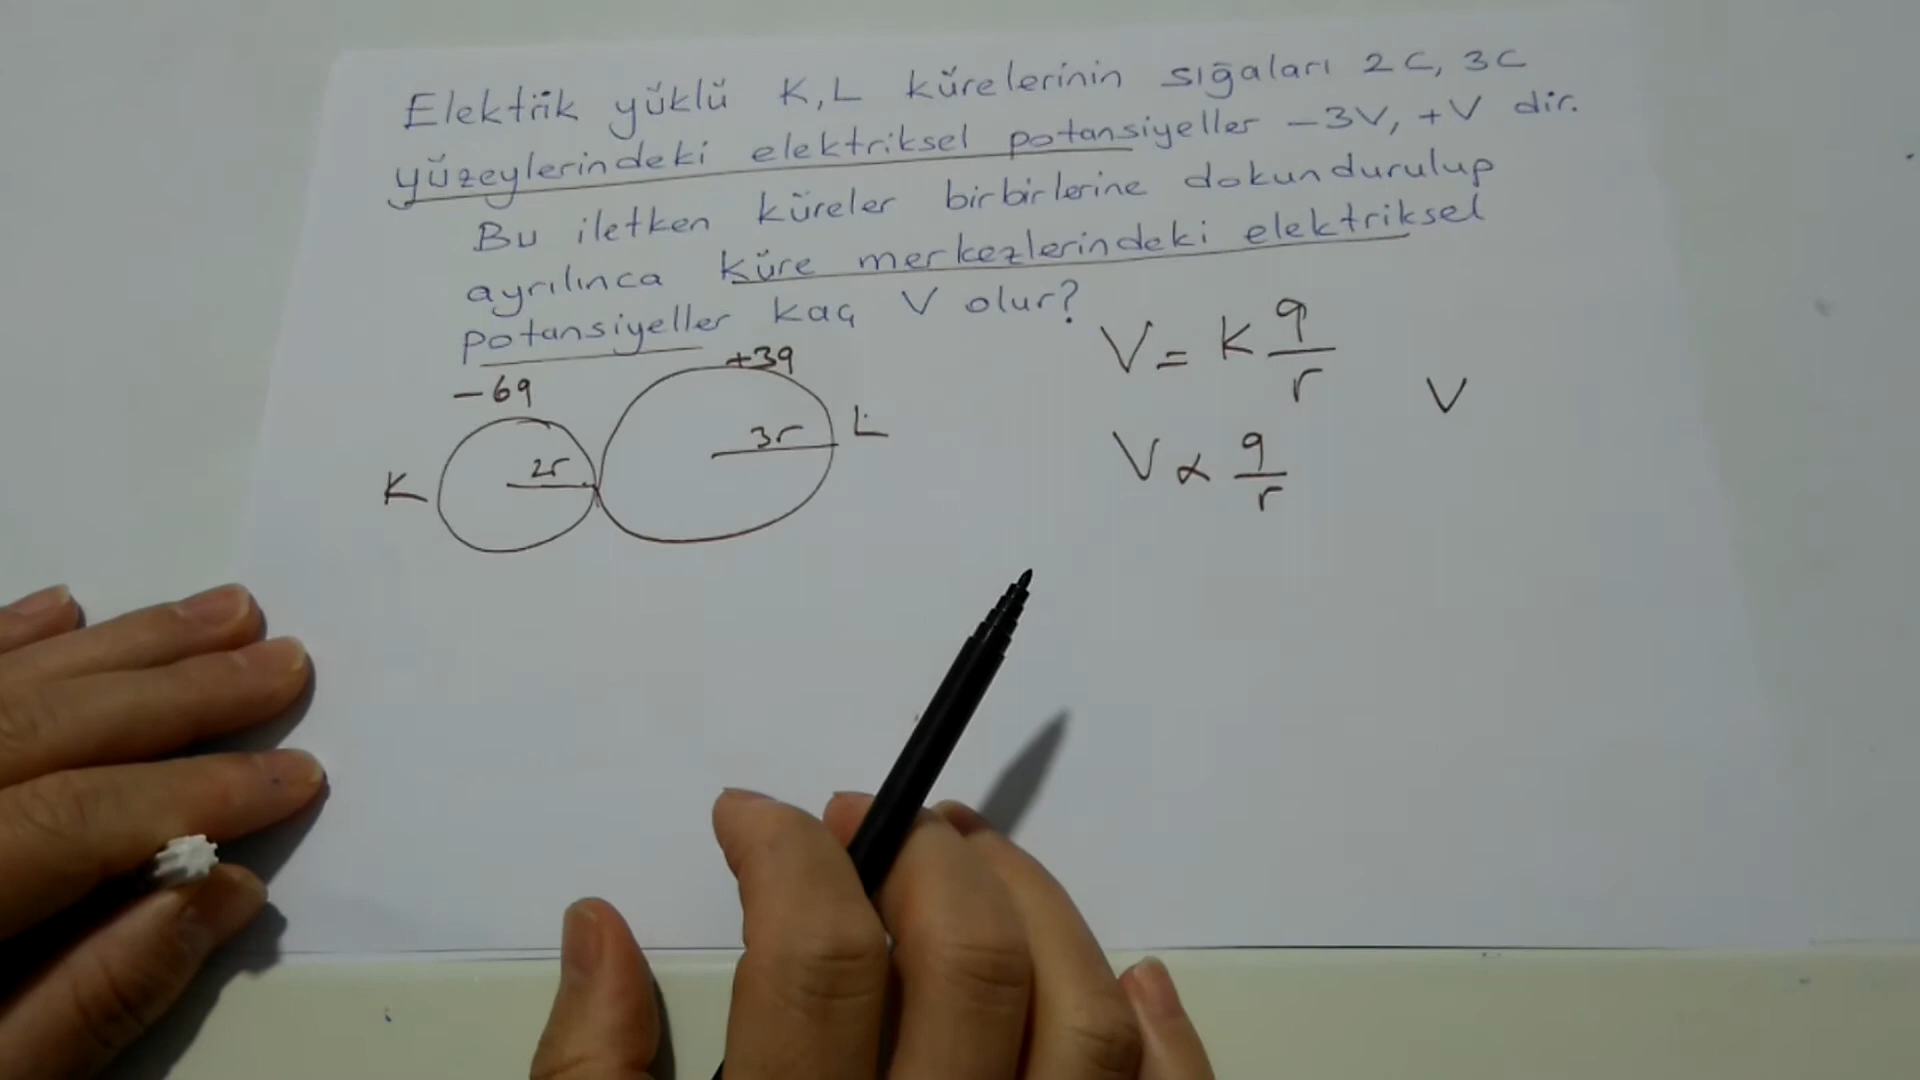 Elektrik yüklü K, L kürelerinin sığaları 2C, 3C
yüzeylerindeki elektriksel potansiyeller -3V, +V dir.
Bu iletken küreler birbirlerine dokundurulup
ayrılınca küre merkezlerindeki elektriksel
potansiyeller kaç V olur?
-6q
+3q
K
2r
3r
L
V = k q/r
V
V ∝ q/r